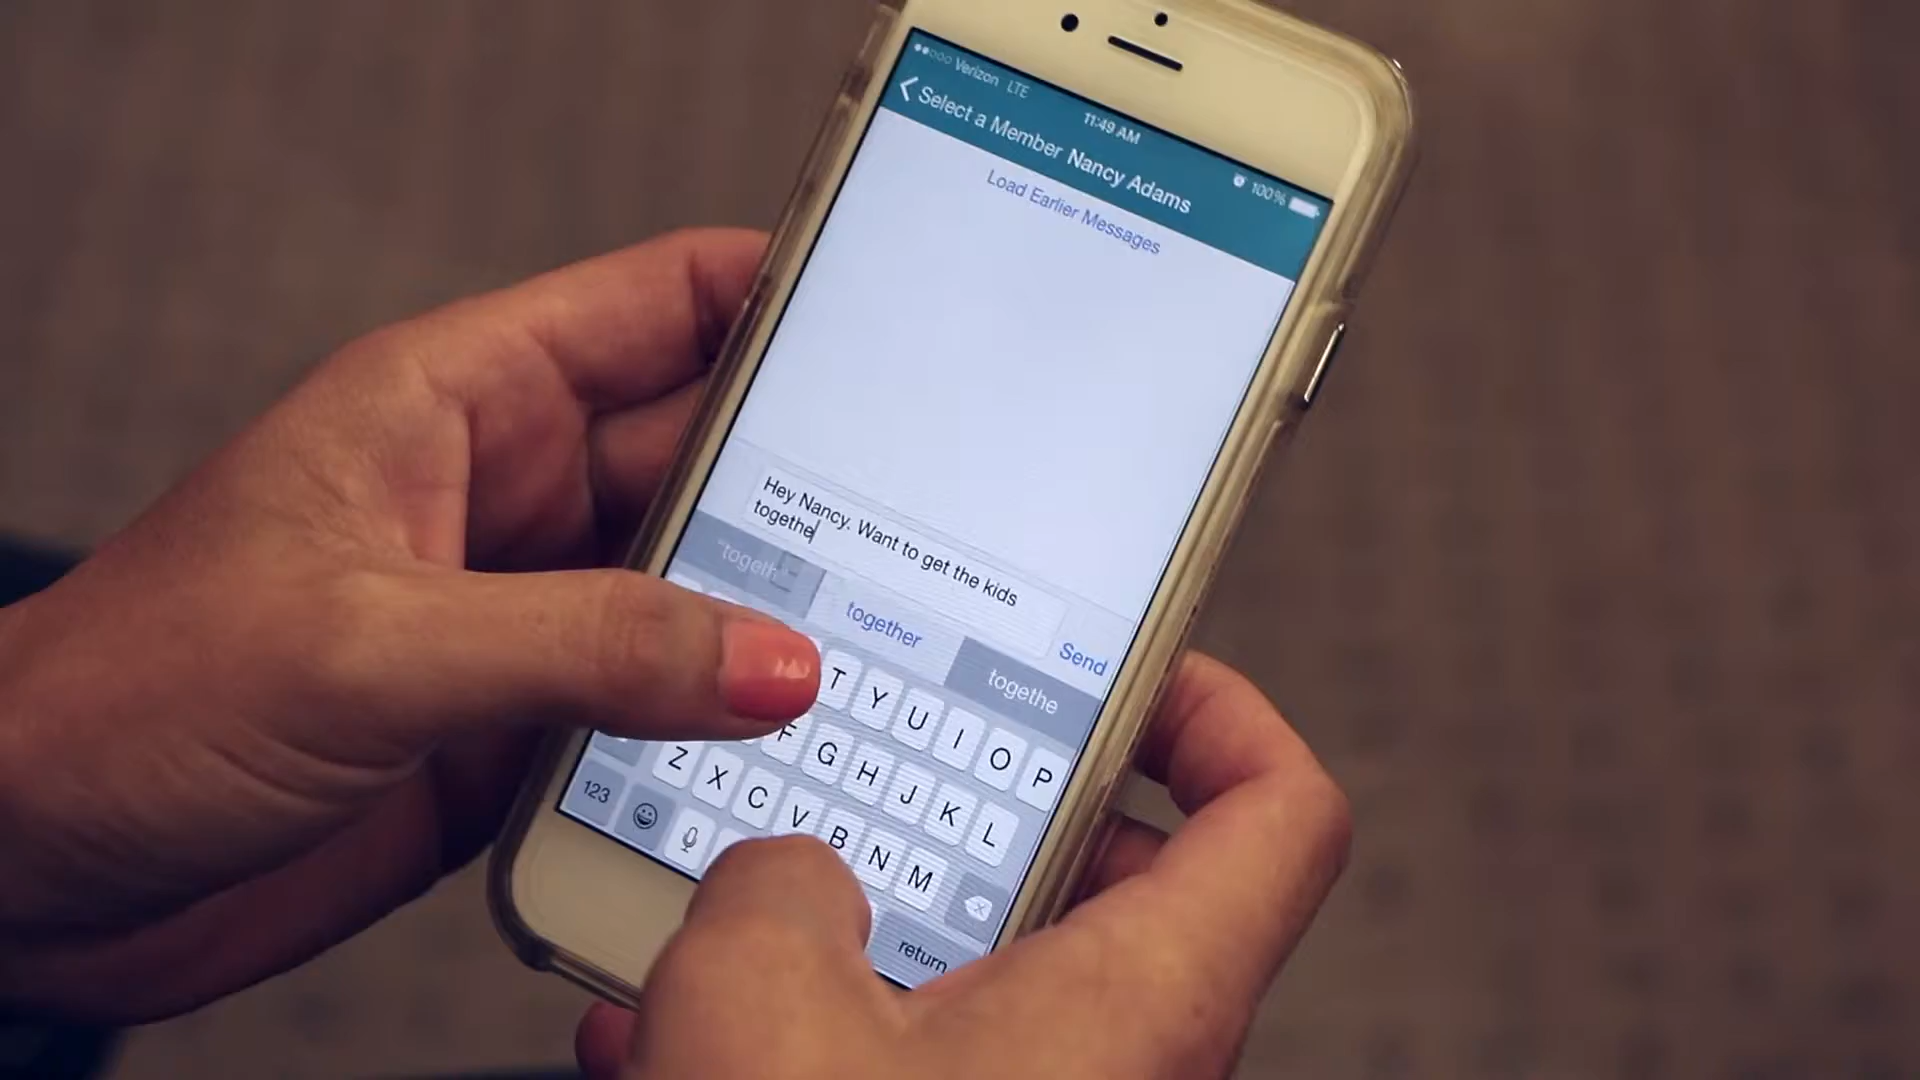 Verizon LTE
11:49 AM
100%
Select a Member Nancy Adams
Load Earlier Messages
Hey Nancy. Want to get the kids
togethe
Send
together
togethe
T Y U I O P
F G H J K L
Z X C V B N M
123
return